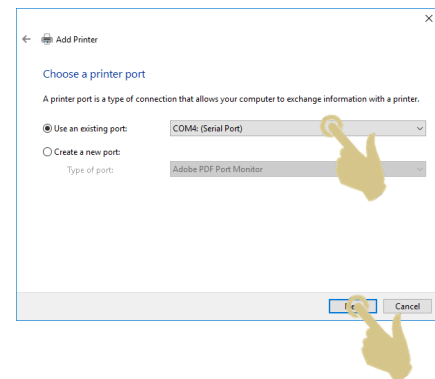 Add Printer
Choose a printer port
A printer port is a type of connection that allows your computer to exchange information with a printer.
Use an existing port: COM4: (Serial Port)
Create a new port:
Type of port: Adobe PDF Port Monitor
Cancel